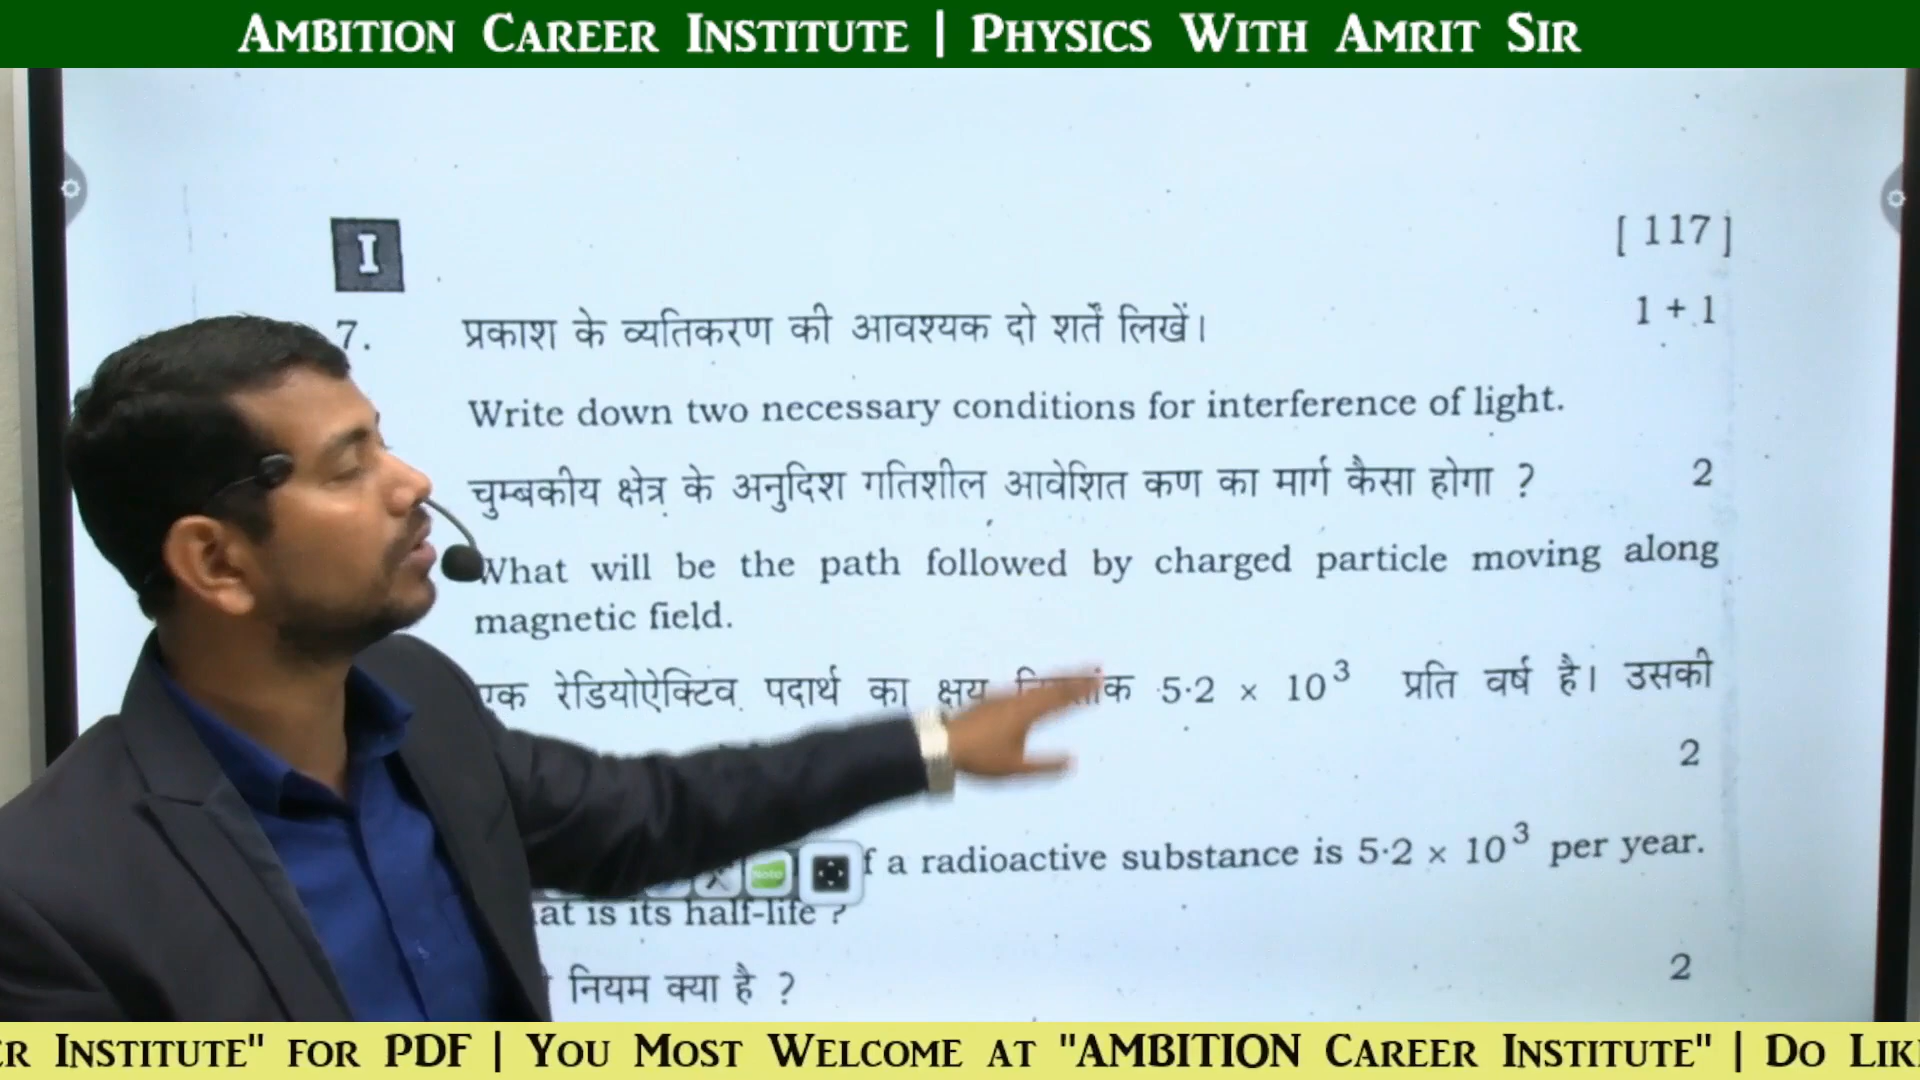 AMBITION CAREER INSTITUTE | PHYSICS WITH AMRIT SIR
I
[ 117 ]
7. प्रकाश के व्यतिकरण की आवश्यक दो शर्तें लिखें। 1 + 1
Write down two necessary conditions for interference of light.
चुम्बकीय क्षेत्र के अनुदिश गतिशील आवेशित कण का मार्ग कैसा होगा ? 2
What will be the path followed by charged particle moving along
magnetic field.
एक रेडियोऐक्टिव पदार्थ का क्षय 5·2 × 10³ प्रति वर्ष है। उसकी
2
f a radioactive substance is 5·2 × 10³ per year.
at is its half-life ?
नियम क्या है ? 2
Note
ER INSTITUTE" FOR PDF | YOU MOST WELCOME AT "AMBITION CAREER INSTITUTE" | DO LIK